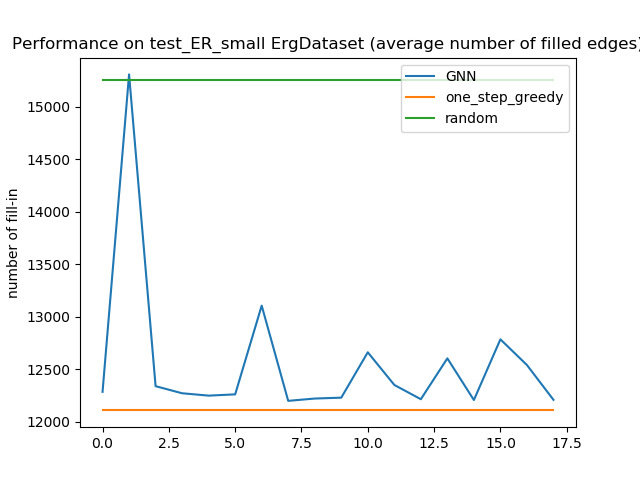 Performance on test_ER_small ErgDataset (average number of filled edges)
GNN
one_step_greedy
random
number of fill-in
15000
14500
14000
13500
13000
12500
12000
0.0 2.5 5.0 7.5 10.0 12.5 15.0 17.5